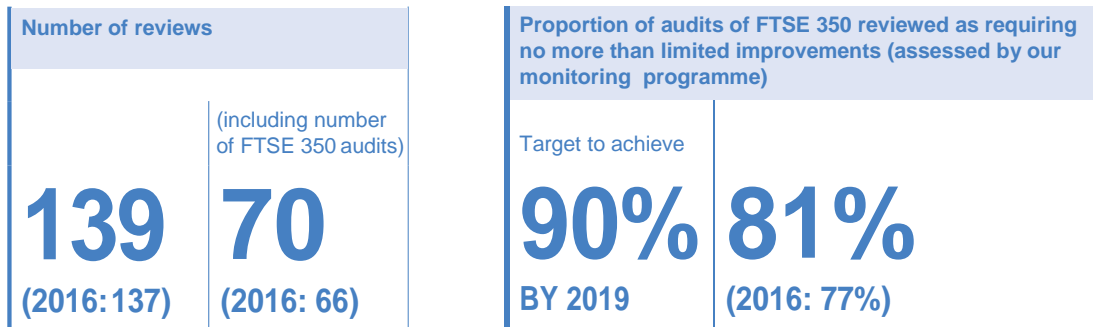 Number of reviews
(including number
of FTSE 350 audits)
139
70
(2016: 137)
(2016: 66)
Proportion of audits of FTSE 350 reviewed as requiring
no more than limited improvements (assessed by our
monitoring programme)
Target to achieve
90%
81%
BY 2019
(2016: 77%)